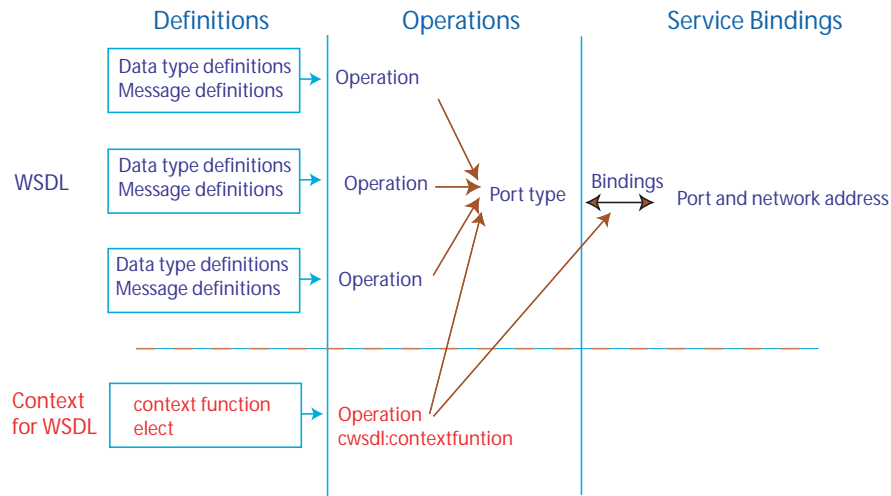 Definitions
Operations
Service Bindings
Data type definitions
Message definitions
Operation
WSDL
Data type definitions
Message definitions
Operation
Port type
Bindings
Port and network address
Data type definitions
Message definitions
Operation
Context
for WSDL
context function
elect
Operation
cwsdl:contextfuntion